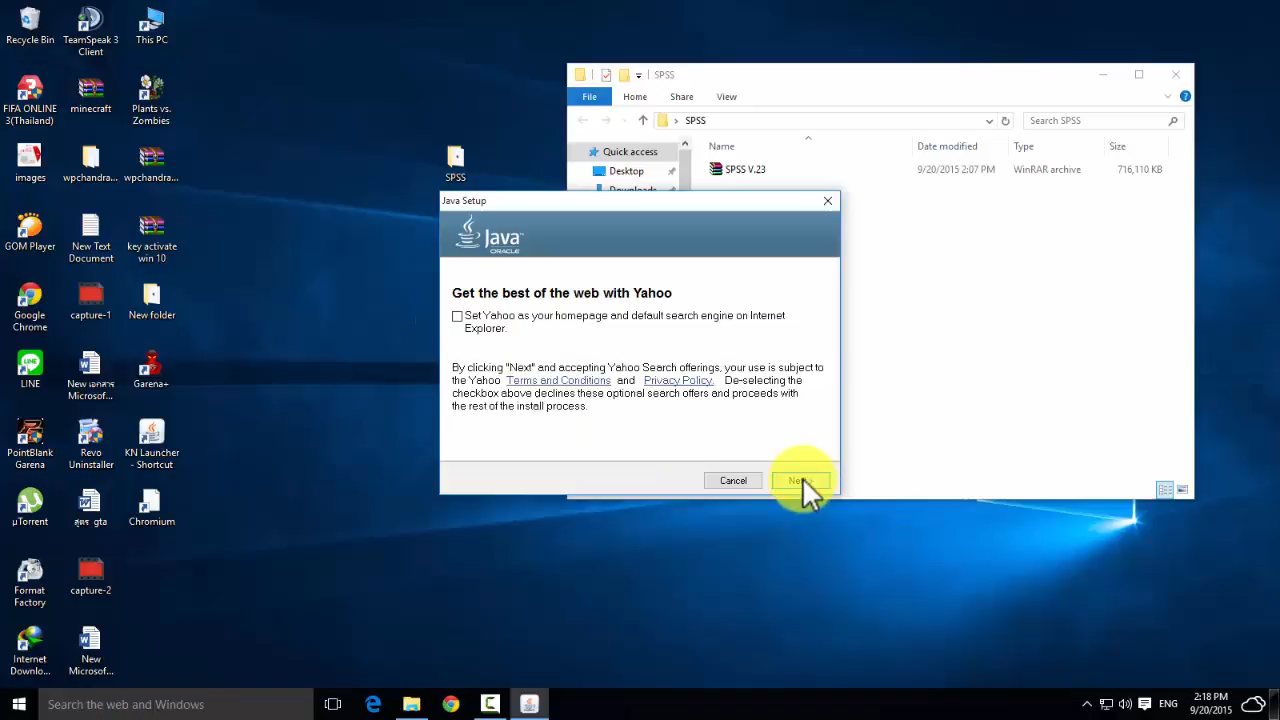 Recycle Bin
TeamSpeak 3
Client
This PC
FIFA ONLINE
3(Thailand)
minecraft
Plants vs.
Zombies
images
wpchandra...
wpchandra...
GOM Player
New Text
Document
key activate
win 10
Google
Chrome
capture-1
New folder
LINE
New เอกสาร
Microsof...
Garena+
PointBlank
Garena
Revo
Uninstaller
KN Launcher
- Shortcut
µTorrent
สูตร gta
Chromium
Format
Factory
capture-2
Internet
Downlo...
New
Microsof...
SPSS
SPSS
File
Home
Share
View
SPSS
Search SPSS
Quick access
Desktop
Downloads
Name
Date modified
Type
Size
SPSS V.23
9/20/2015 2:07 PM
WinRAR archive
716,110 KB
Java Setup
Java
ORACLE
Get the best of the web with Yahoo
Set Yahoo as your homepage and default search engine on Internet
Explorer.
By clicking "Next" and accepting Yahoo Search offerings, your use is subject to
the Yahoo Terms and Conditions and Privacy Policy. De-selecting the
checkbox above declines these optional search offers and proceeds with
the rest of the install process.
Cancel
Search the web and Windows
ENG
2:18 PM
9/20/2015